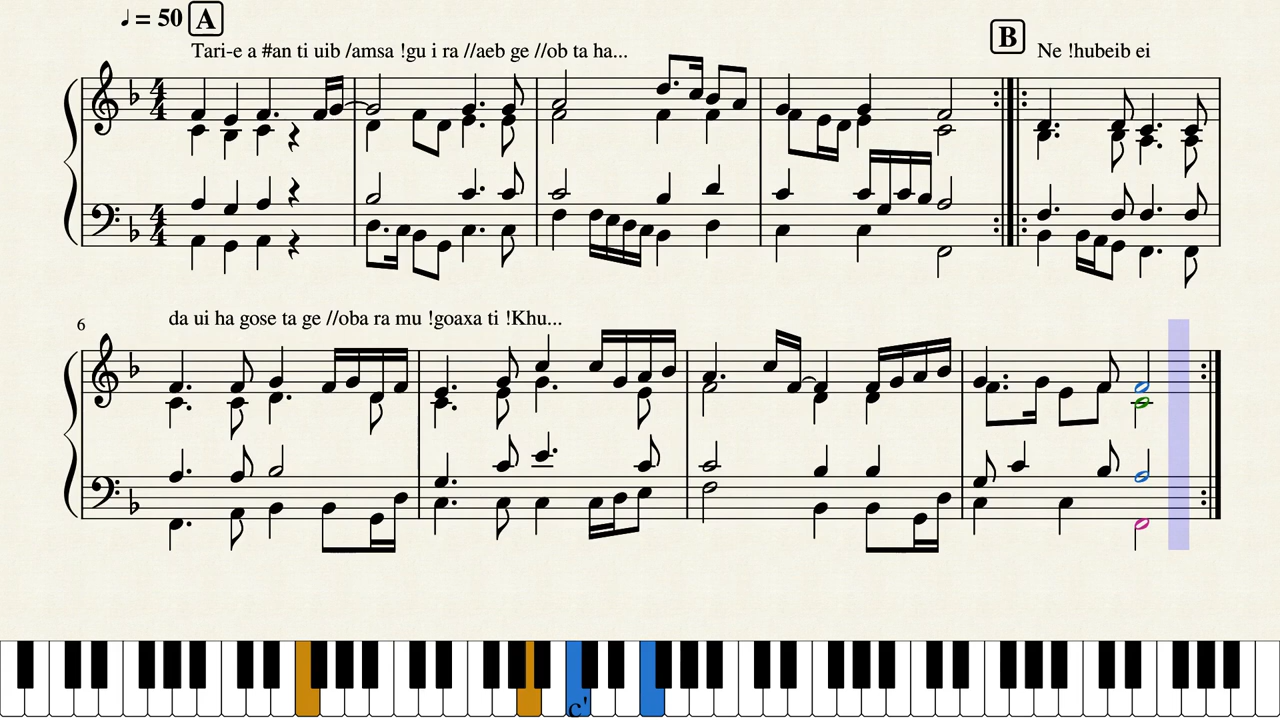 ♩ = 50 A
Tari-e a #an ti uib /amsa !gu i ra //aeb ge //ob ta ha...
B
Ne !hubeib ei
6
da ui ha gose ta ge //oba ra mu !goaxa ti !Khu...
c'